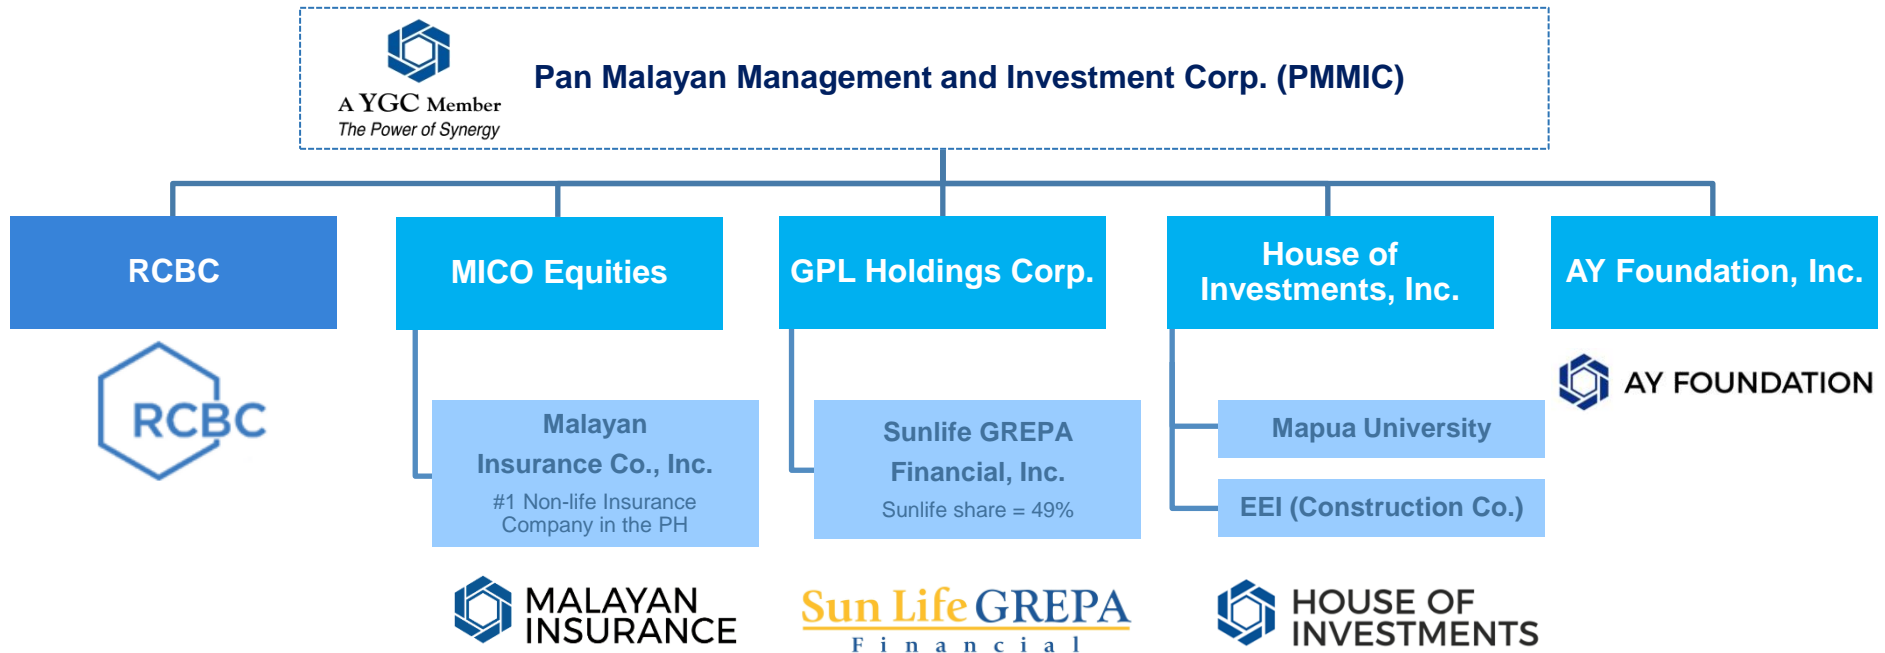 A YGC Member
The Power of Synergy
Pan Malayan Management and Investment Corp. (PMMIC)
RCBC
MICO Equities
GPL Holdings Corp.
House of
Investments, Inc.
AY Foundation, Inc.
RCBC
Malayan
Insurance Co., Inc.
#1 Non-life Insurance
Company in the PH
Sunlife GREPA
Financial, Inc.
Sunlife share = 49%
Mapua University
EEI (Construction Co.)
AY FOUNDATION
MALAYAN
INSURANCE
Sun Life GREPA
Financial
HOUSE OF
INVESTMENTS